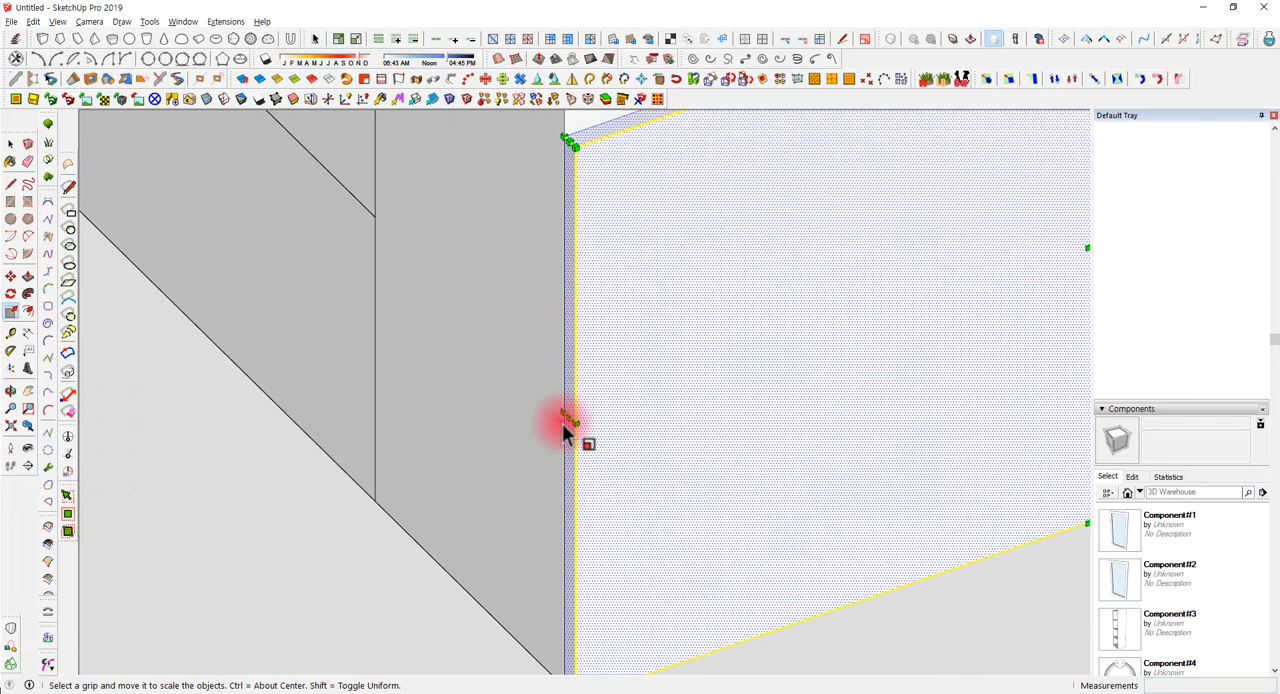 Untitled - SketchUp Pro 2019
File Edit View Camera Draw Tools Window Extensions Help
J F M A M J J A S O N D 06:43 AM Noon 04:45 PM
Default Tray
Components
Select Edit Statistics
3D Warehouse
Component#1
by Unknown
No Description
Component#2
by Unknown
No Description
Component#3
by Unknown
No Description
Component#4
by Unknown
Select a grip and move it to scale the objects. Ctrl = About Center. Shift = Toggle Uniform.
Measurements